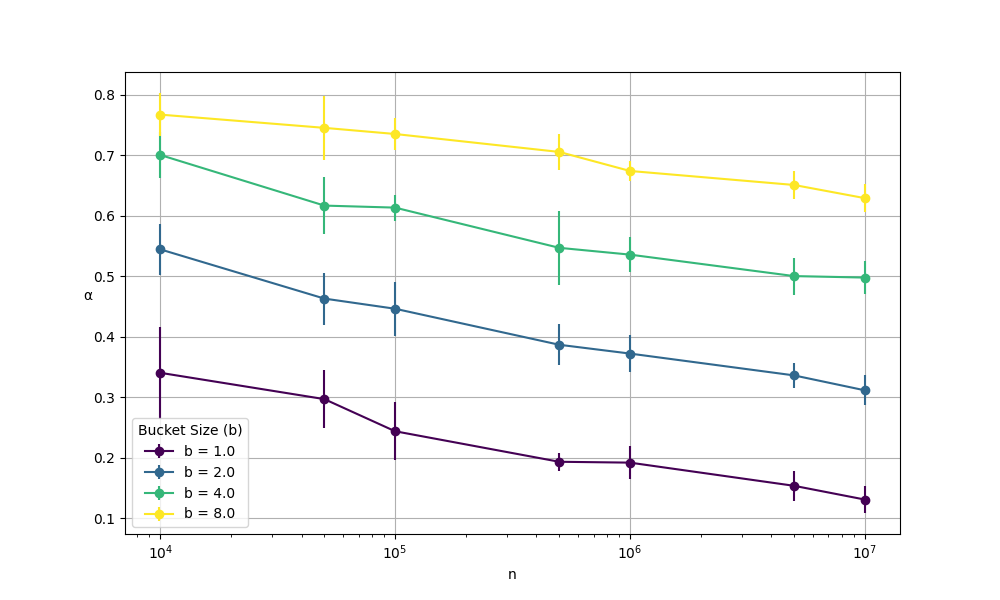 0.8
0.7
0.6
0.5
α
0.4
0.3
0.2
0.1
Bucket Size (b)
b = 1.0
b = 2.0
b = 4.0
b = 8.0
10⁴ 10⁵ 10⁶ 10⁷
n